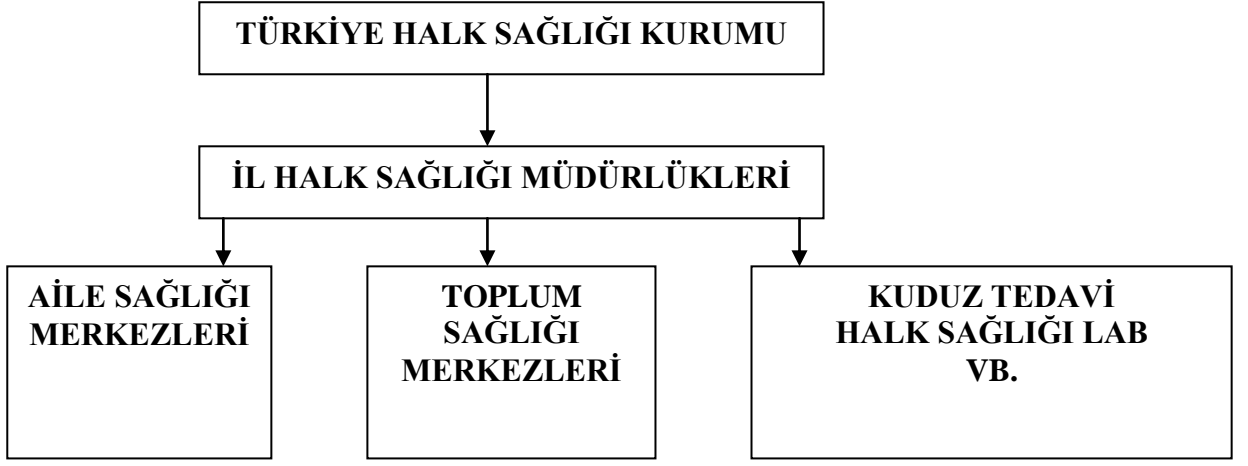 TÜRKİYE HALK SAĞLIĞI KURUMU
İL HALK SAĞLIĞI MÜDÜRLÜKLERİ
AİLE SAĞLIĞI
MERKEZLERİ
TOPLUM
SAĞLIĞI
MERKEZLERİ
KUDUZ TEDAVİ
HALK SAĞLIĞI LAB
VB.